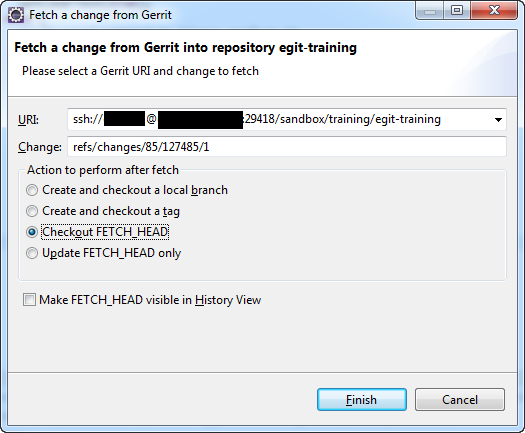 Fetch a change from Gerrit
Fetch a change from Gerrit into repository egit-training
Please select a Gerrit URI and change to fetch
URI: ssh:// @ :29418/sandbox/training/egit-training
Change: refs/changes/85/127485/1
Action to perform after fetch
Create and checkout a local branch
Create and checkout a tag
Checkout FETCH_HEAD
Update FETCH_HEAD only
Make FETCH_HEAD visible in History View
Finish Cancel